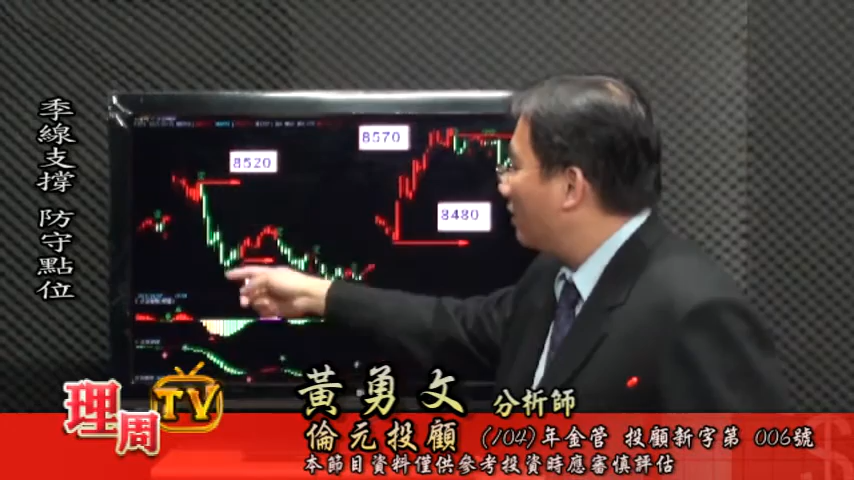 季線支撐 防守點位
8520
8570
8480
理周TV
黃勇文 分析師
倫元投顧 (104)年金管 投顧新字第 006號
本節目資料僅供參考投資時應審慎評估